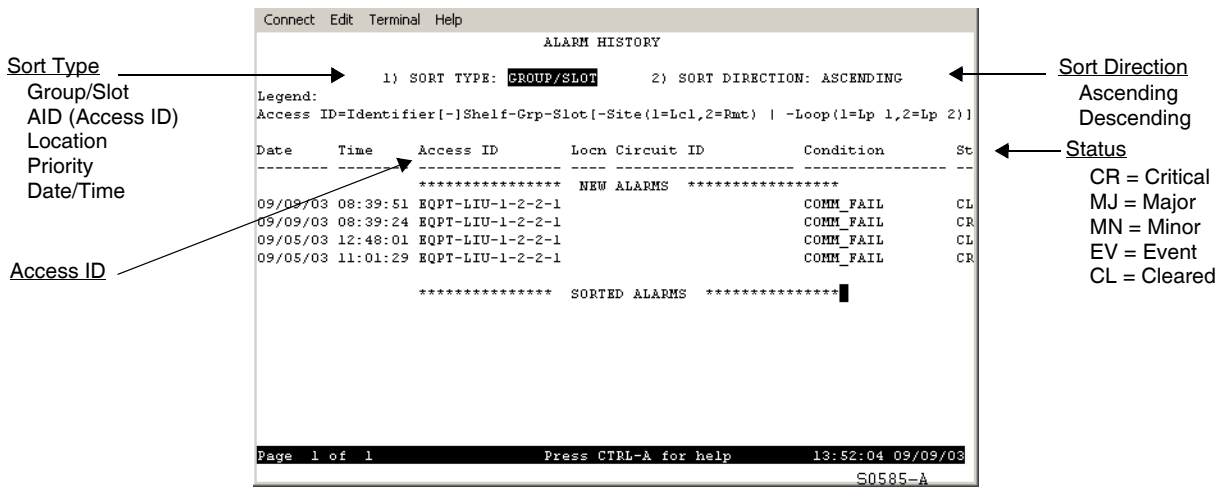 Connect Edit Terminal Help
ALARM HISTORY
Sort Type
Group/Slot
AID (Access ID)
Location
Priority
Date/Time
1) SORT TYPE: GROUP/SLOT 2) SORT DIRECTION: ASCENDING
Sort Direction
Ascending
Descending
Legend:
Access ID=Identifier[-]Shelf-Grp-Slot[-Site(1=Lcl,2=Rmt) | -Loop(1=Lp 1,2=Lp 2)]
Date Time Access ID Locn Circuit ID Condition St
-------- -------- ---------------- ---- -------------------- ---------------- --
Status
CR = Critical
MJ = Major
MN = Minor
EV = Event
CL = Cleared
**************** NEW ALARMS *****************
09/09/03 08:39:51 EQPT-LIU-1-2-2-1 COMM_FAIL CL
09/09/03 08:39:24 EQPT-LIU-1-2-2-1 COMM_FAIL CR
09/05/03 12:48:01 EQPT-LIU-1-2-2-1 COMM_FAIL CL
09/05/03 11:01:29 EQPT-LIU-1-2-2-1 COMM_FAIL CR
Access ID
*************** SORTED ALARMS ***************
Page 1 of 1 Press CTRL-A for help 13:52:04 09/09/03
S0585-A